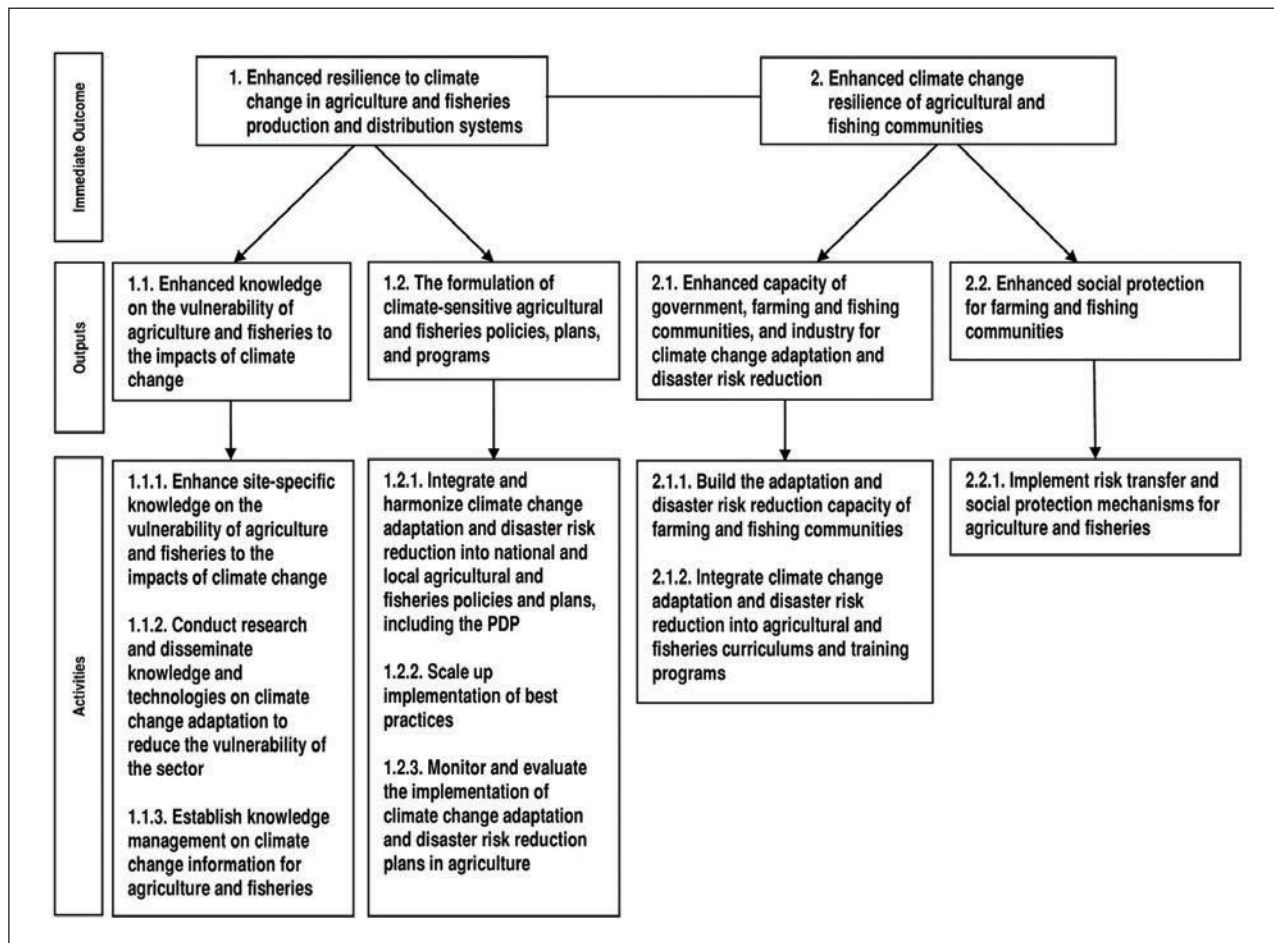 Immediate Outcome
1. Enhanced resilience to climate
change in agriculture and fisheries
production and distribution systems
2. Enhanced climate change
resilience of agricultural and
fishing communities
Outputs
1.1. Enhanced knowledge
on the vulnerability of
agriculture and fisheries to
the impacts of climate
change
1.2. The formulation of
climate-sensitive agricultural
and fisheries policies, plans,
and programs
2.1. Enhanced capacity of
government, farming and fishing
communities, and industry for
climate change adaptation and
disaster risk reduction
2.2. Enhanced social protection
for farming and fishing
communities
Activities
1.1.1. Enhance site-specific
knowledge on the
vulnerability of agriculture
and fisheries to the
impacts of climate change
1.1.2. Conduct research
and disseminate
knowledge and
technologies on climate
change adaptation to
reduce the vulnerability of
the sector
1.1.3. Establish knowledge
management on climate
change information for
agriculture and fisheries
1.2.1. Integrate and
harmonize climate change
adaptation and disaster risk
reduction into national and
local agricultural and
fisheries policies and plans,
including the PDP
1.2.2. Scale up
implementation of best
practices
1.2.3. Monitor and evaluate
the implementation of
climate change adaptation
and disaster risk reduction
plans in agriculture
2.1.1. Build the adaptation and
disaster risk reduction capacity of
farming and fishing communities
2.1.2. Integrate climate change
adaptation and disaster risk
reduction into agricultural and
fisheries curriculums and training
programs
2.2.1. Implement risk transfer and
social protection mechanisms for
agriculture and fisheries